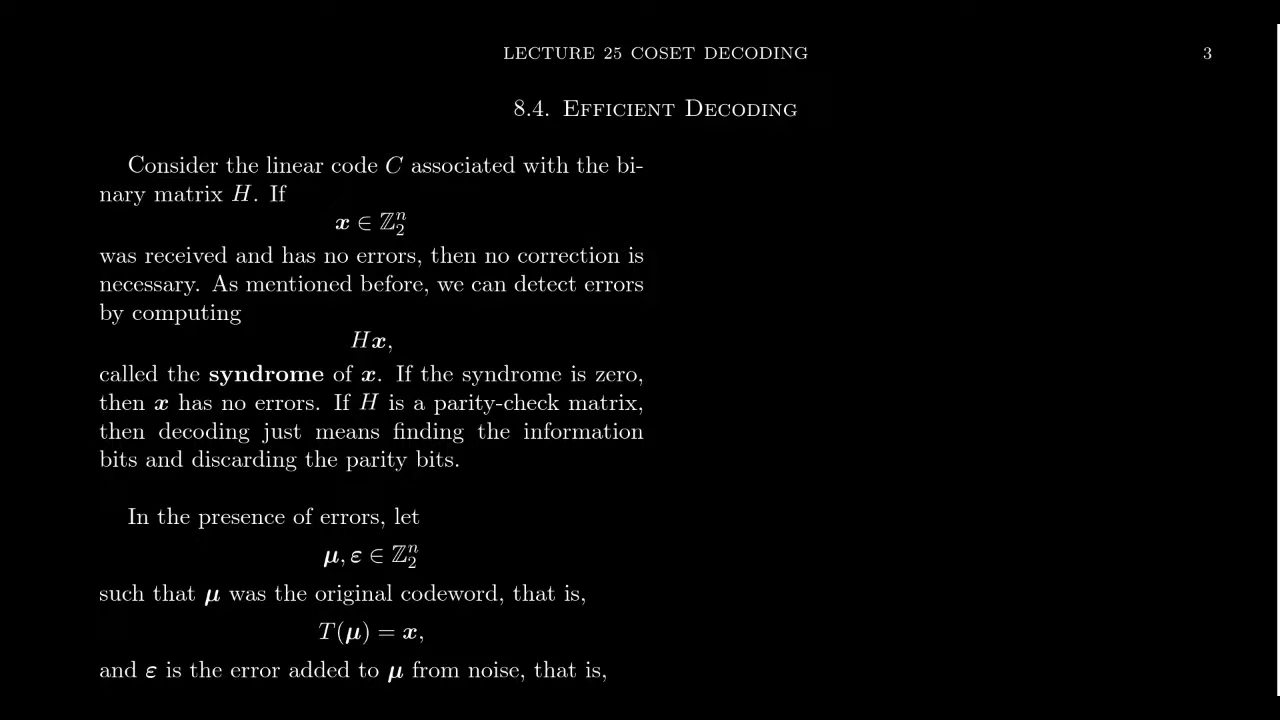 LECTURE 25 COSET DECODING 3
8.4. Efficient Decoding
Consider the linear code C associated with the bi-
nary matrix H. If
x ∈ ℤ₂ⁿ
was received and has no errors, then no correction is
necessary. As mentioned before, we can detect errors
by computing
Hx,
called the syndrome of x. If the syndrome is zero,
then x has no errors. If H is a parity-check matrix,
then decoding just means finding the information
bits and discarding the parity bits.
In the presence of errors, let
μ, ε ∈ ℤ₂ⁿ
such that μ was the original codeword, that is,
T(μ) = x,
and ε is the error added to μ from noise, that is,